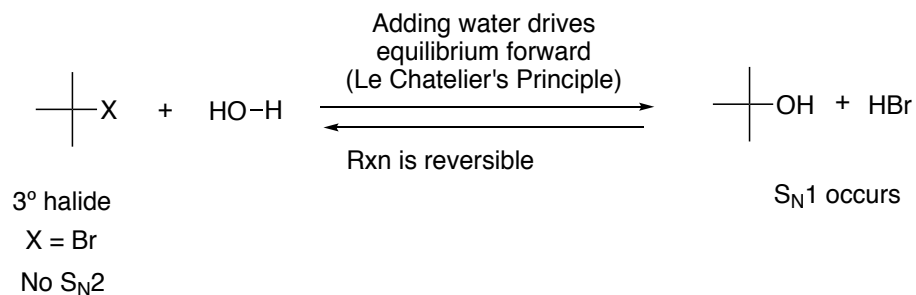 Adding water drives
equilibrium forward
(Le Chatelier's Principle)
X + HO-H OH + HBr
Rxn is reversible
3º halide
X = Br
No SN2
SN1 occurs